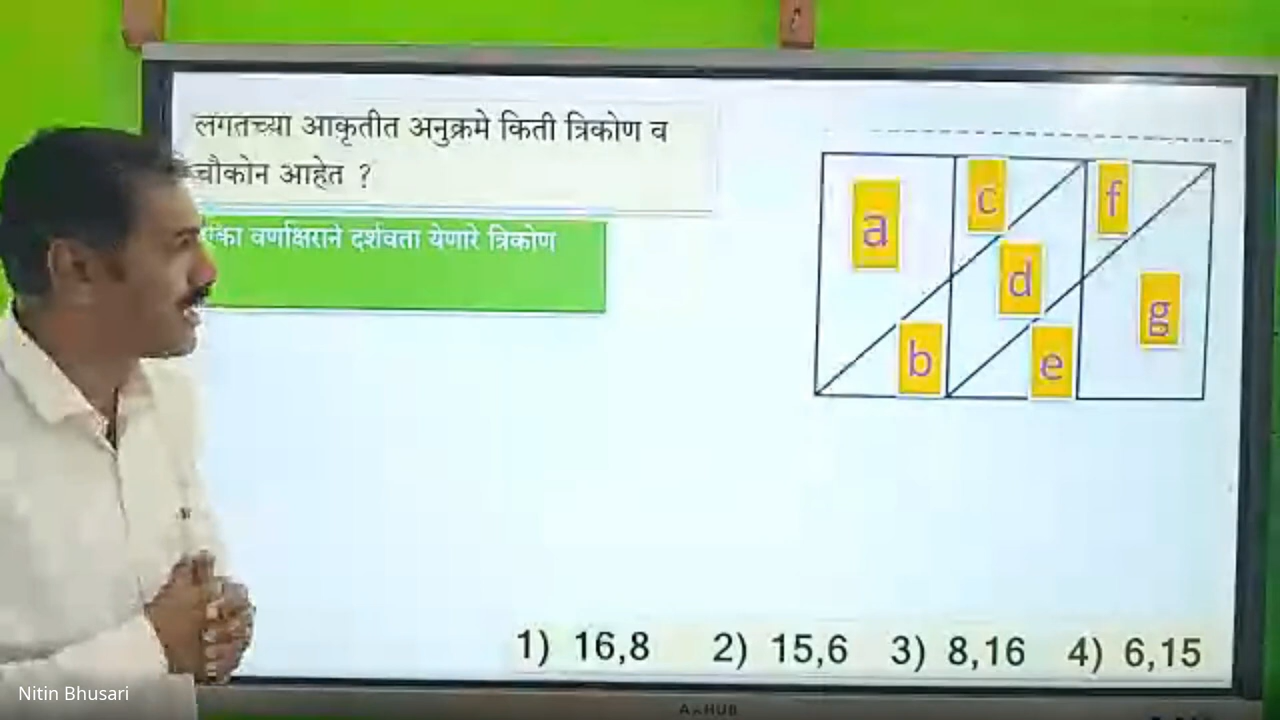 लगतच्या आकृतीत अनुक्रमे किती त्रिकोण व
चौकोन आहेत ?
वर्णाक्षराने दर्शवता येणारे त्रिकोण
a
c
f
d
g
b
e
1) 16,8 2) 15,6 3) 8,16 4) 6,15
Nitin Bhusari